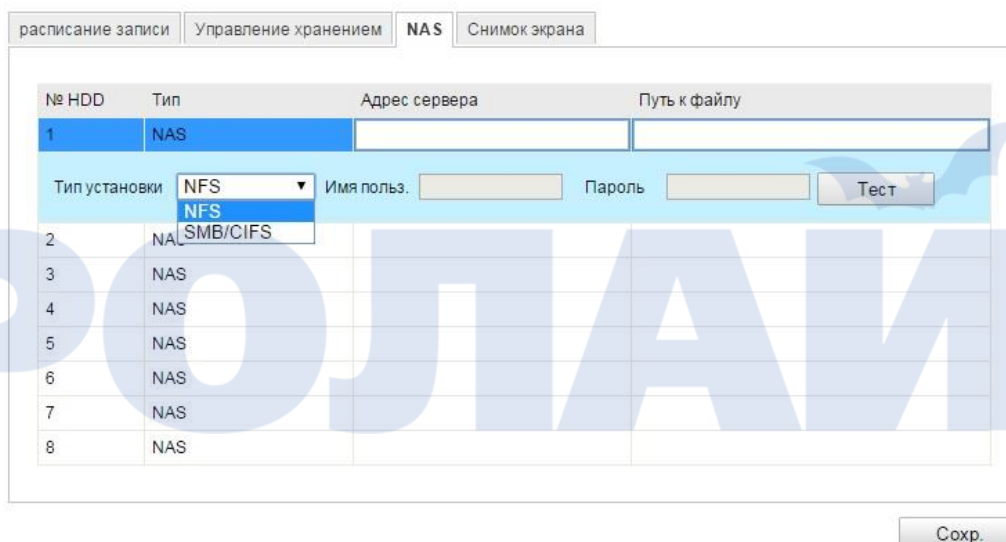 расписание записи Управление хранением NAS Снимок экрана
№ HDD Тип Адрес сервера Путь к файлу
1 NAS
Тип установки NFS Имя польз. Пароль Тест
NFS
SMB/CIFS
2 NAS
3 NAS
4 NAS
5 NAS
6 NAS
7 NAS
8 NAS
РОЛАЙ
Сохр.